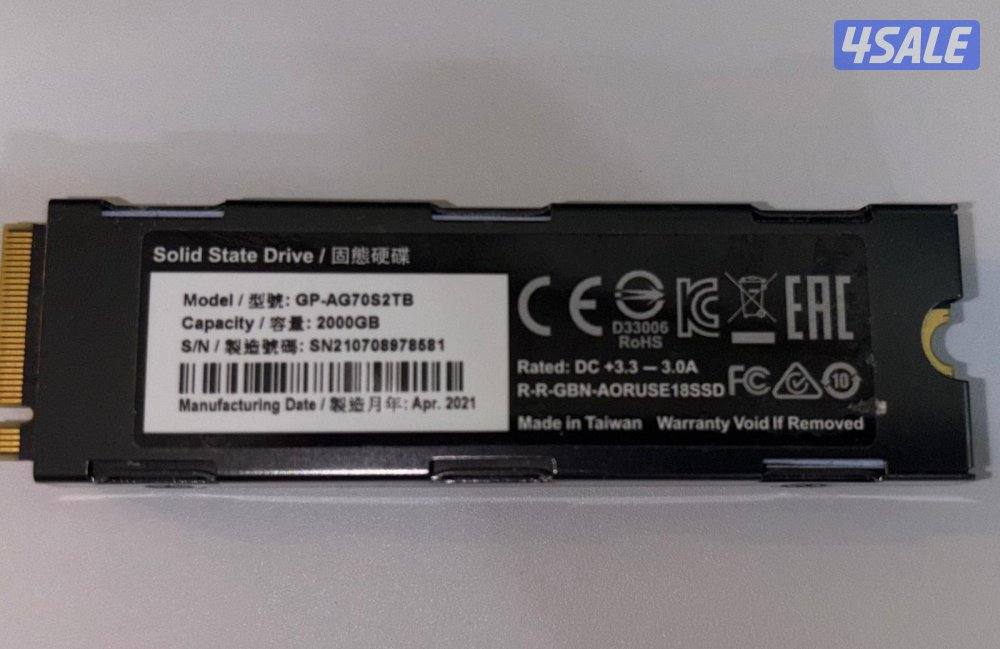 4SALE
Solid State Drive / 固態硬碟
Model / 型號: GP-AG70S2TB
Capacity / 容量: 2000GB
S/N / 製造號碼: SN210708978581
Manufacturing Date / 製造月年: Apr. 2021
CE
D33006
RoHS
EAC
Rated: DC +3.3 — 3.0A
R-R-GBN-AORUSE18SSD
FC
10
Made in Taiwan Warranty Void If Removed